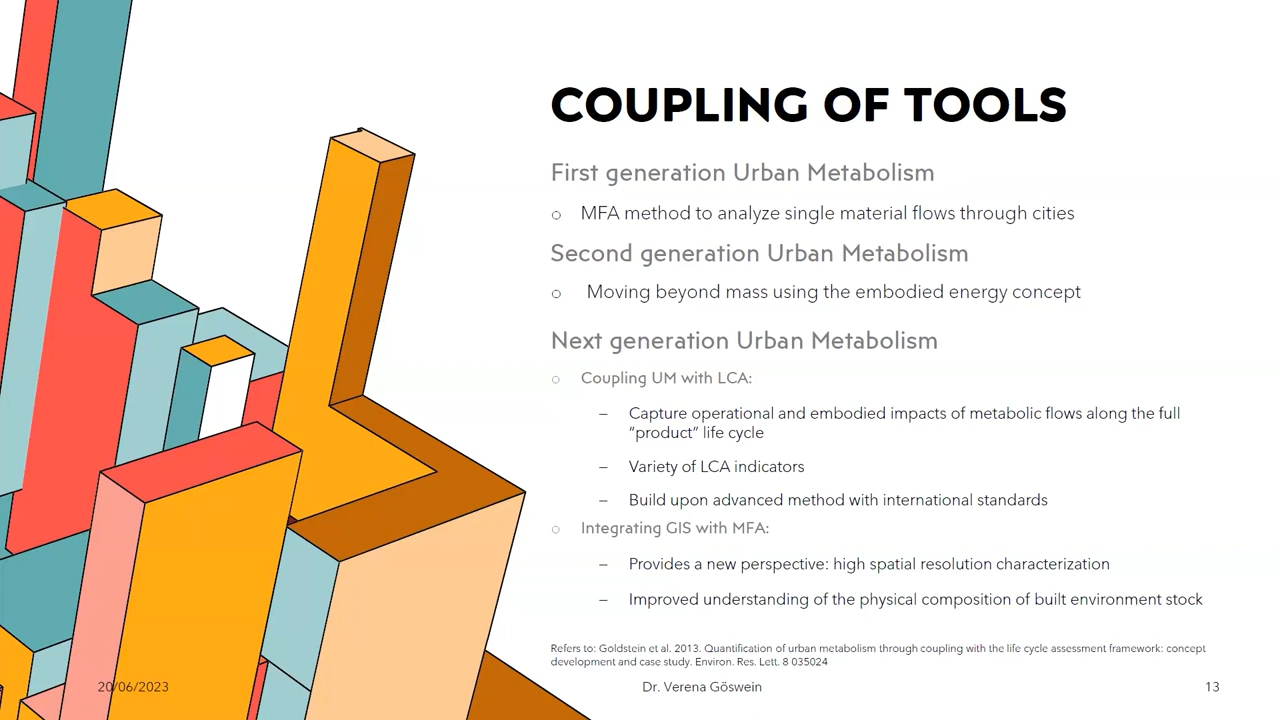 COUPLING OF TOOLS
First generation Urban Metabolism
○ MFA method to analyze single material flows through cities
Second generation Urban Metabolism
○ Moving beyond mass using the embodied energy concept
Next generation Urban Metabolism
○ Coupling UM with LCA:
– Capture operational and embodied impacts of metabolic flows along the full
“product” life cycle
– Variety of LCA indicators
– Build upon advanced method with international standards
○ Integrating GIS with MFA:
– Provides a new perspective: high spatial resolution characterization
– Improved understanding of the physical composition of built environment stock
Refers to: Goldstein et al. 2013. Quantification of urban metabolism through coupling with the life cycle assessment framework: concept
development and case study. Environ. Res. Lett. 8 035024
20/06/2023
Dr. Verena Göswein
13